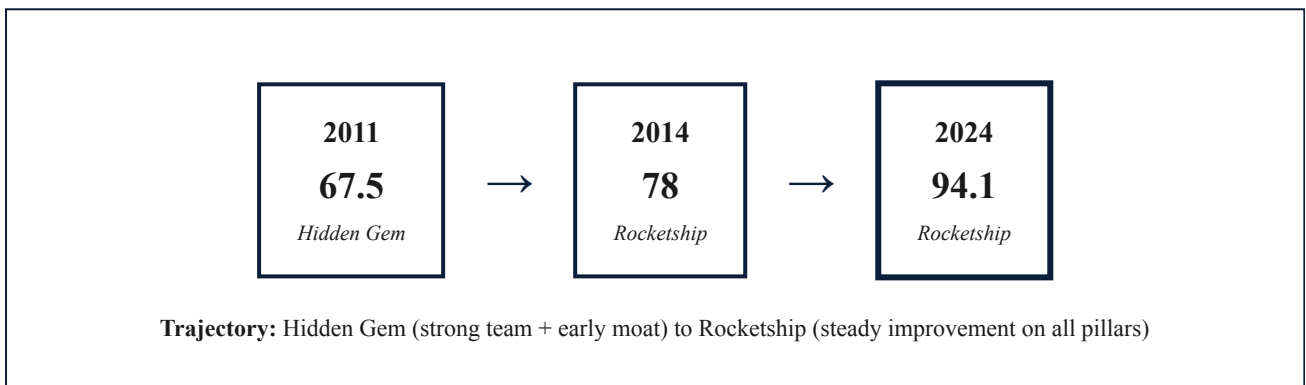 2011
67.5
Hidden Gem
→
2014
78
Rocketship
→
2024
94.1
Rocketship
Trajectory: Hidden Gem (strong team + early moat) to Rocketship (steady improvement on all pillars)